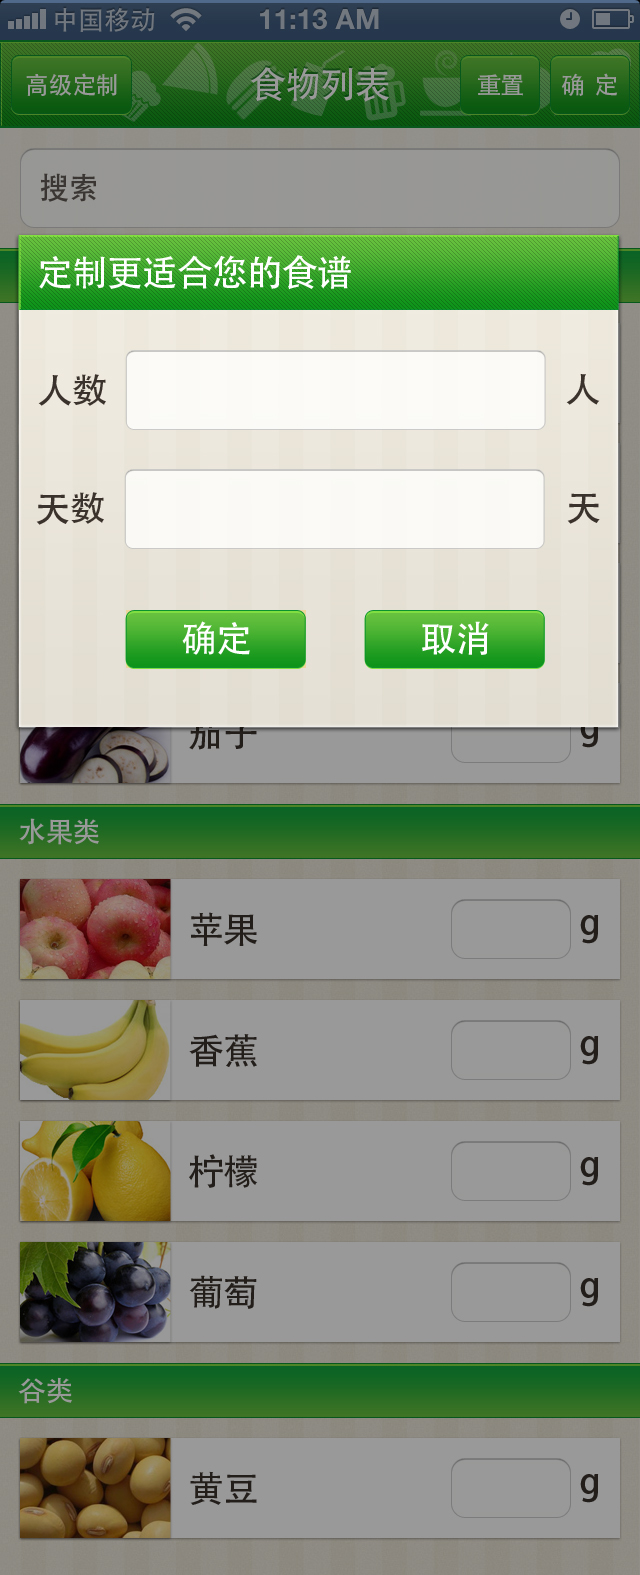 中国移动 11:13 AM
高级定制 食物列表 重置 确 定
搜索
定制更适合您的食谱
人数 人
天数 天
确定 取消
茄子 g
水果类
苹果 g
香蕉 g
柠檬 g
葡萄 g
谷类
黄豆 g